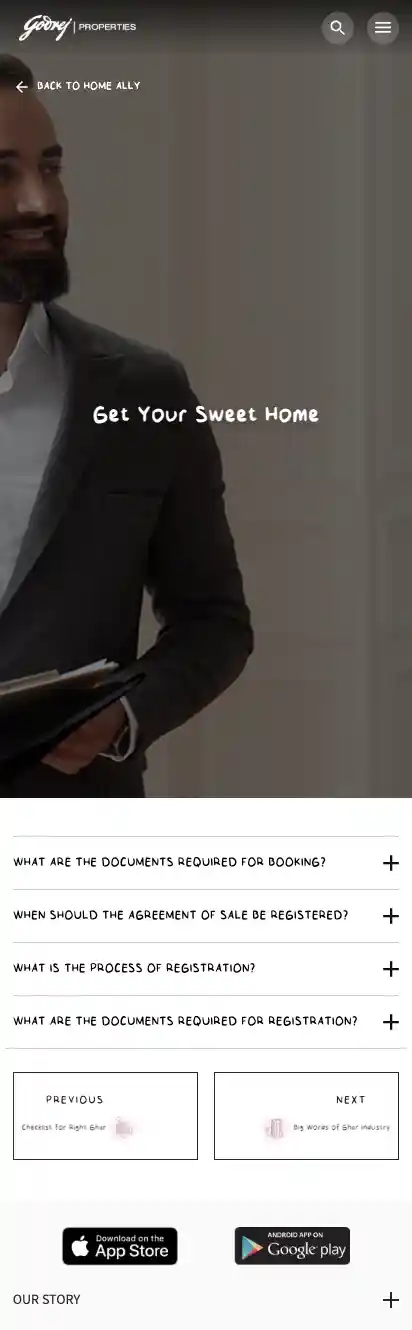 Godrej | PROPERTIES
BACK TO HOME ALLY
Get Your Sweet Home
WHAT ARE THE DOCUMENTS REQUIRED FOR BOOKING?
WHEN SHOULD THE AGREEMENT OF SALE BE REGISTERED?
WHAT IS THE PROCESS OF REGISTRATION?
WHAT ARE THE DOCUMENTS REQUIRED FOR REGISTRATION?
PREVIOUS
Checklist for Right Ghar
NEXT
Big Words of Ghar Industry
Download on the
App Store
ANDROID APP ON
Google play
OUR STORY